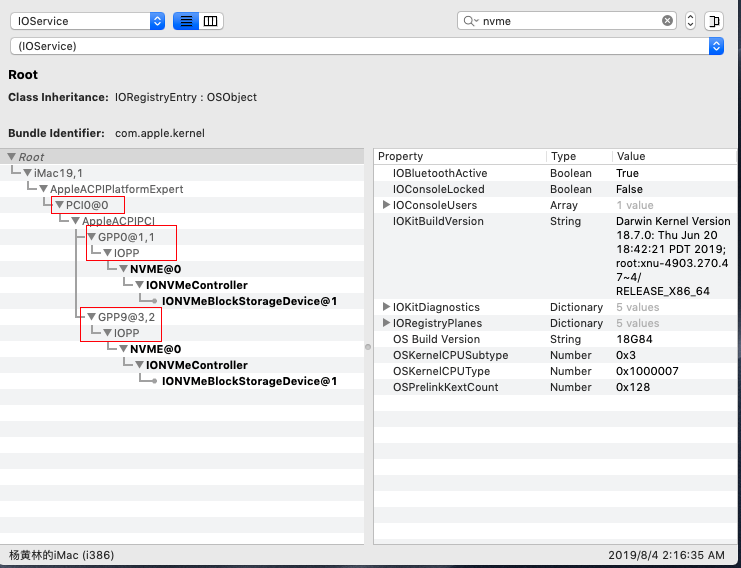 IOService
nvme
(IOService)
Root
Class Inheritance: IORegistryEntry : OSObject
Bundle Identifier: com.apple.kernel
Root
iMac19,1
AppleACPIPlatformExpert
PCI0@0
AppleACPIPCI
GPP0@1,1
IOPP
NVME@0
IONVMeController
IONVMeBlockStorageDevice@1
GPP9@3,2
IOPP
NVME@0
IONVMeController
IONVMeBlockStorageDevice@1
Property Type Value
IOBluetoothActive Boolean True
IOConsoleLocked Boolean False
IOConsoleUsers Array 1 value
IOKitBuildVersion String Darwin Kernel Version
18.7.0: Thu Jun 20
18:42:21 PDT 2019;
root:xnu-4903.270.47~4/
RELEASE_X86_64
IOKitDiagnostics Dictionary 5 values
IORegistryPlanes Dictionary 5 values
OS Build Version String 18G84
OSKernelCPUSubtype Number 0x3
OSKernelCPUType Number 0x1000007
OSPrelinkKextCount Number 0x128
杨黄林的iMac (i386)
2019/8/4 2:16:35 AM